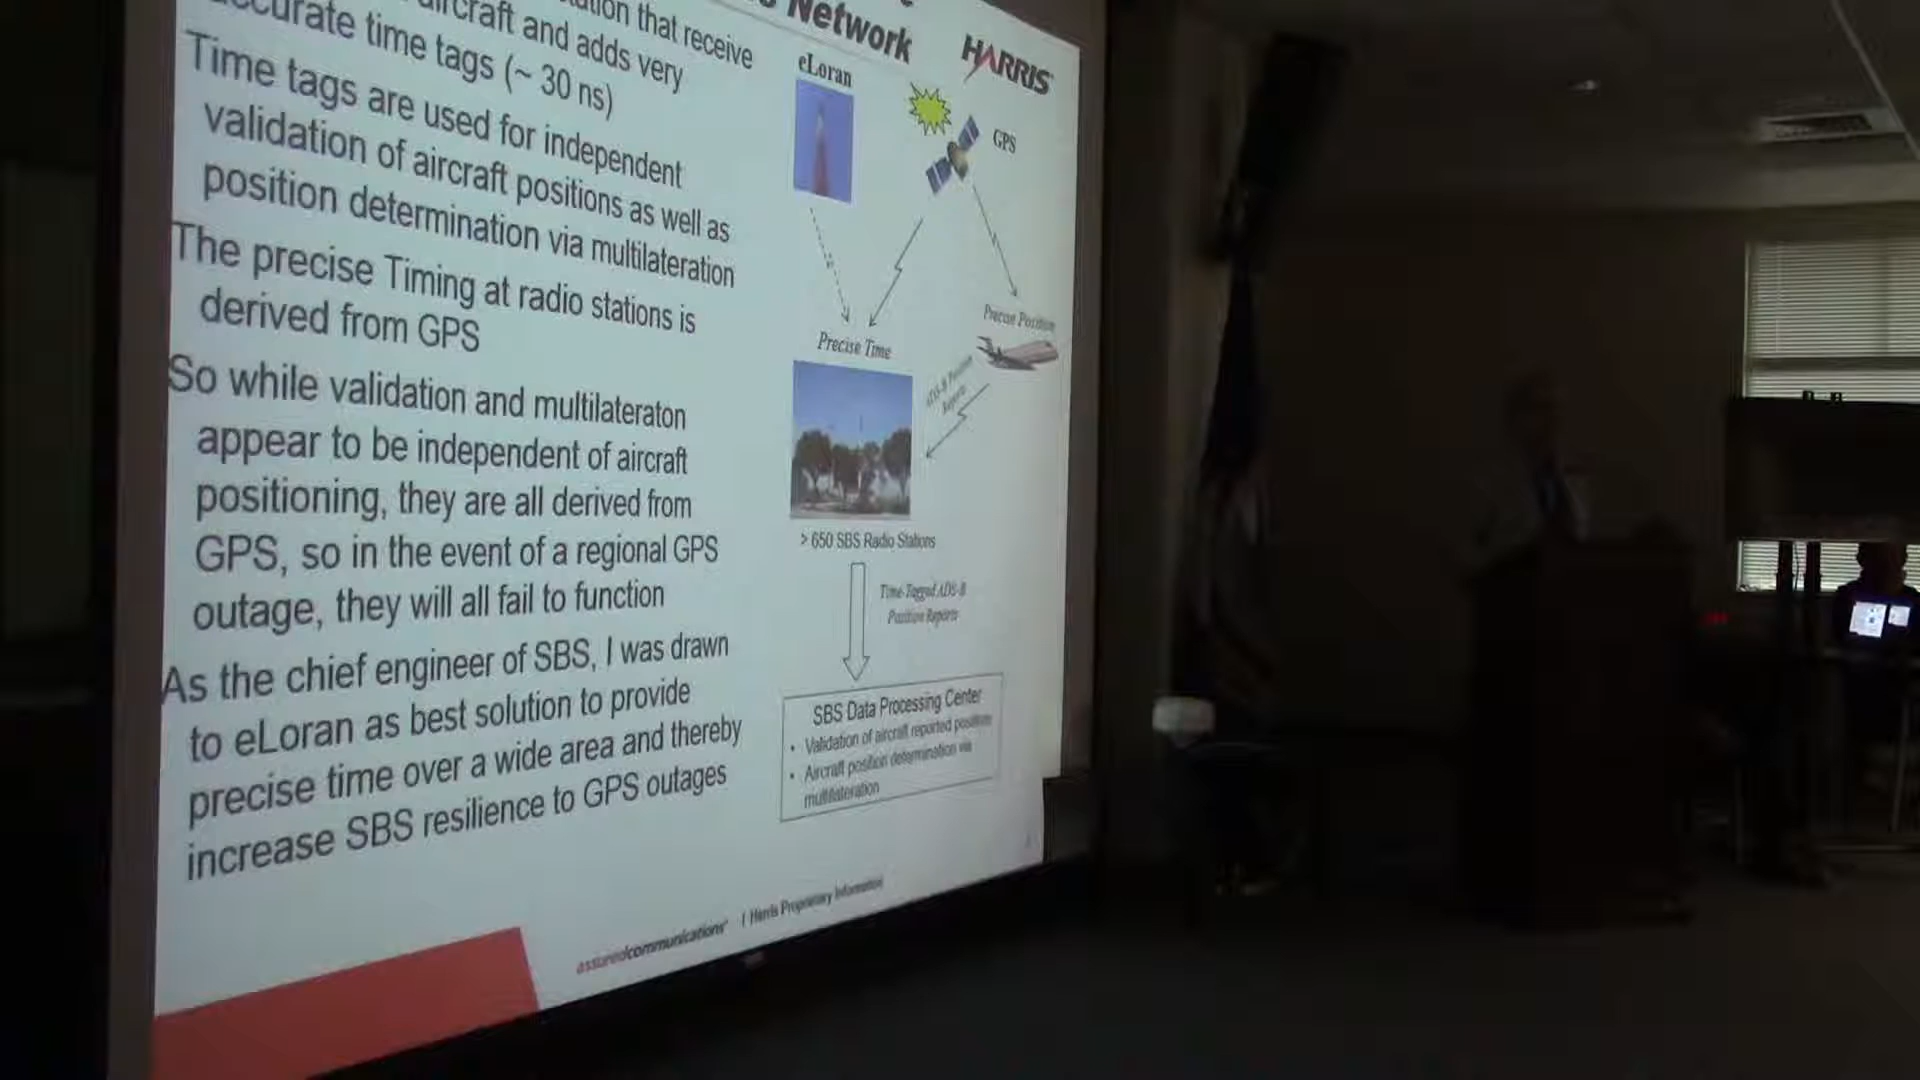 that receive
aircraft and adds very
accurate time tags (~ 30 ns)
Time tags are used for independent
validation of aircraft positions as well as
position determination via multilateration
The precise Timing at radio stations is
derived from GPS
So while validation and multilateraton
appear to be independent of aircraft
positioning, they are all derived from
GPS, so in the event of a regional GPS
outage, they will all fail to function
As the chief engineer of SBS, I was drawn
to eLoran as best solution to provide
precise time over a wide area and thereby
increase SBS resilience to GPS outages
Network
HARRIS
eLoran
GPS
Precise Time
Precise Position
ADS-B Position
Reports
> 650 SBS Radio Stations
Time-Tagged ADS-B
Position Reports
SBS Data Processing Center
• Validation of aircraft reported position
• Aircraft position determination via
multilateration
assuredcommunications® | Harris Proprietary Information